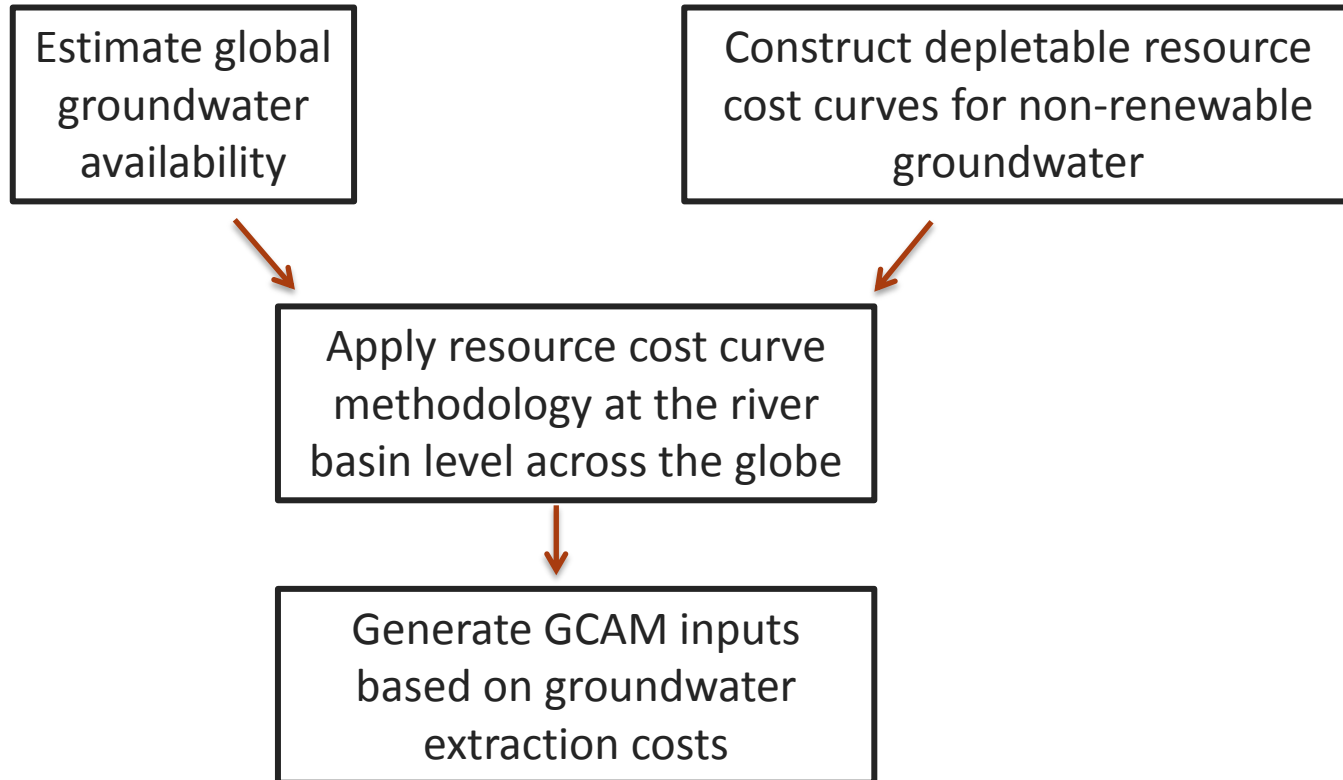 Estimate global
groundwater
availability
Construct depletable resource
cost curves for non-renewable
groundwater
Apply resource cost curve
methodology at the river
basin level across the globe
Generate GCAM inputs
based on groundwater
extraction costs